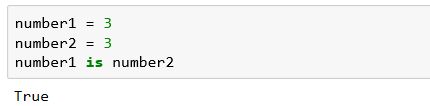 number1 = 3
number2 = 3
number1 is number2
True